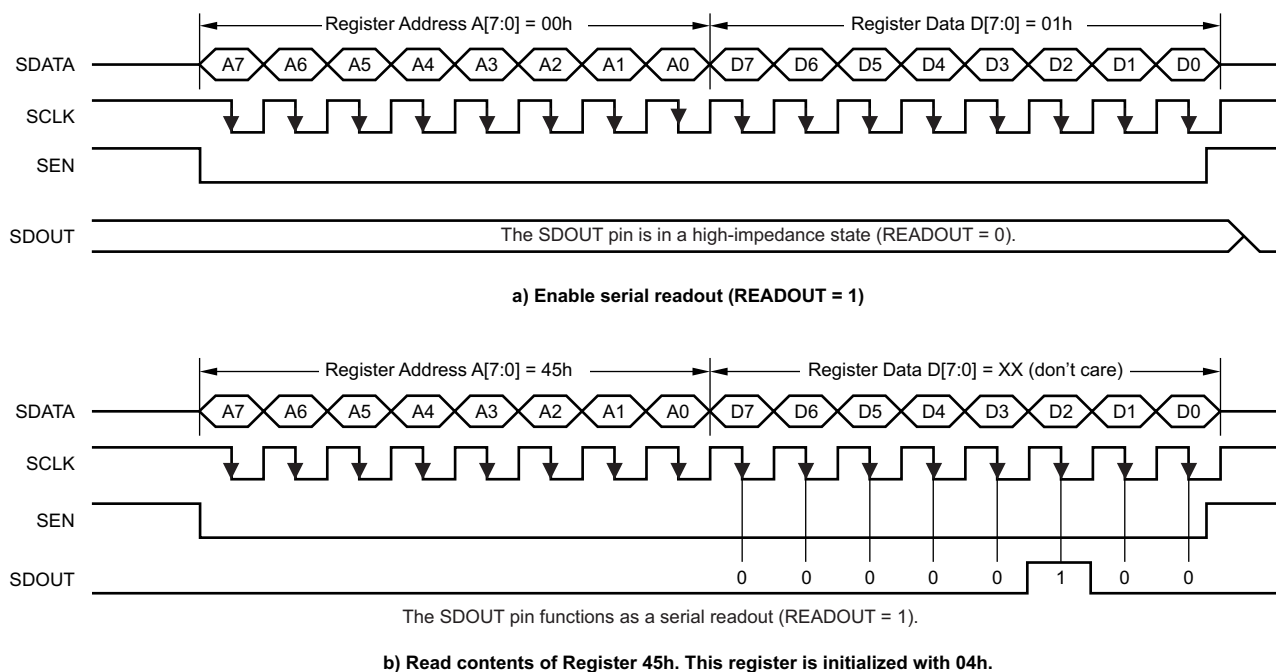 Register Address A[7:0] = 00h Register Data D[7:0] = 01h
SDATA A7 A6 A5 A4 A3 A2 A1 A0 D7 D6 D5 D4 D3 D2 D1 D0
SCLK
SEN
SDOUT The SDOUT pin is in a high-impedance state (READOUT = 0).
a) Enable serial readout (READOUT = 1)
Register Address A[7:0] = 45h Register Data D[7:0] = XX (don’t care)
SDATA A7 A6 A5 A4 A3 A2 A1 A0 D7 D6 D5 D4 D3 D2 D1 D0
SCLK
SEN
SDOUT 0 0 0 0 0 1 0 0
The SDOUT pin functions as a serial readout (READOUT = 1).
b) Read contents of Register 45h. This register is initialized with 04h.